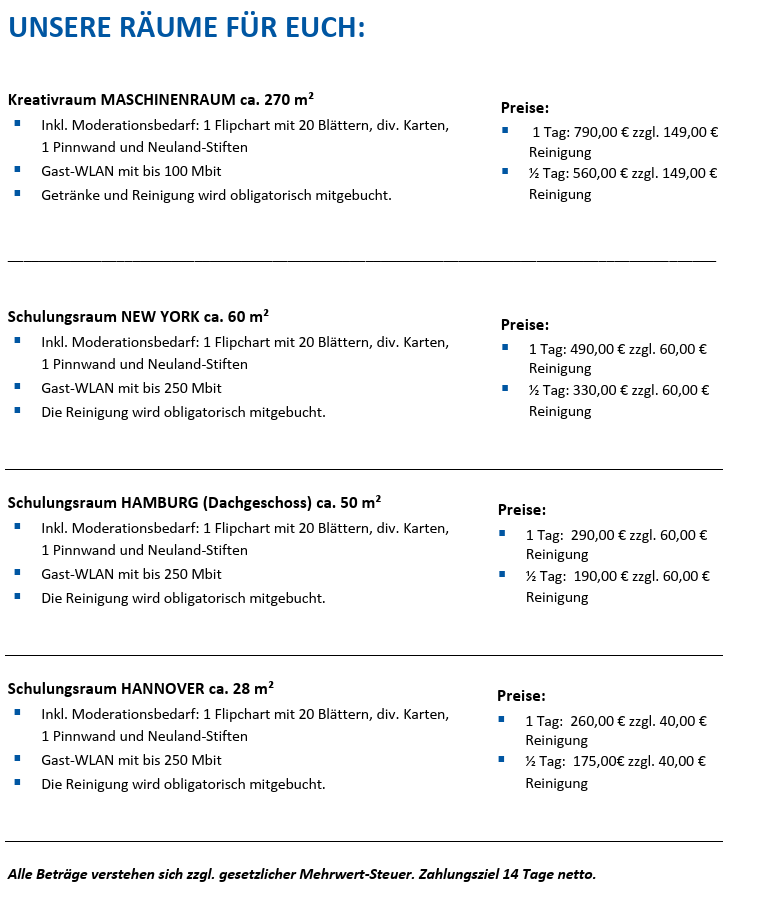 UNSERE RÄUME FÜR EUCH:
Kreativraum MASCHINENRAUM ca. 270 m²
Inkl. Moderationsbedarf: 1 Flipchart mit 20 Blättern, div. Karten,
1 Pinnwand und Neuland-Stiften
Gast-WLAN mit bis 100 Mbit
Getränke und Reinigung wird obligatorisch mitgebucht.
Preise:
1 Tag: 790,00 € zzgl. 149,00 €
Reinigung
½ Tag: 560,00 € zzgl. 149,00 €
Reinigung
Schulungsraum NEW YORK ca. 60 m²
Inkl. Moderationsbedarf: 1 Flipchart mit 20 Blättern, div. Karten,
1 Pinnwand und Neuland-Stiften
Gast-WLAN mit bis 250 Mbit
Die Reinigung wird obligatorisch mitgebucht.
Preise:
1 Tag: 490,00 € zzgl. 60,00 €
Reinigung
½ Tag: 330,00 € zzgl. 60,00 €
Reinigung
Schulungsraum HAMBURG (Dachgeschoss) ca. 50 m²
Inkl. Moderationsbedarf: 1 Flipchart mit 20 Blättern, div. Karten,
1 Pinnwand und Neuland-Stiften
Gast-WLAN mit bis 250 Mbit
Die Reinigung wird obligatorisch mitgebucht.
Preise:
1 Tag: 290,00 € zzgl. 60,00 €
Reinigung
½ Tag: 190,00 € zzgl. 60,00 €
Reinigung
Schulungsraum HANNOVER ca. 28 m²
Inkl. Moderationsbedarf: 1 Flipchart mit 20 Blättern, div. Karten,
1 Pinnwand und Neuland-Stiften
Gast-WLAN mit bis 250 Mbit
Die Reinigung wird obligatorisch mitgebucht.
Preise:
1 Tag: 260,00 € zzgl. 40,00 €
Reinigung
½ Tag: 175,00€ zzgl. 40,00 €
Reinigung
Alle Beträge verstehen sich zzgl. gesetzlicher Mehrwert-Steuer. Zahlungsziel 14 Tage netto.